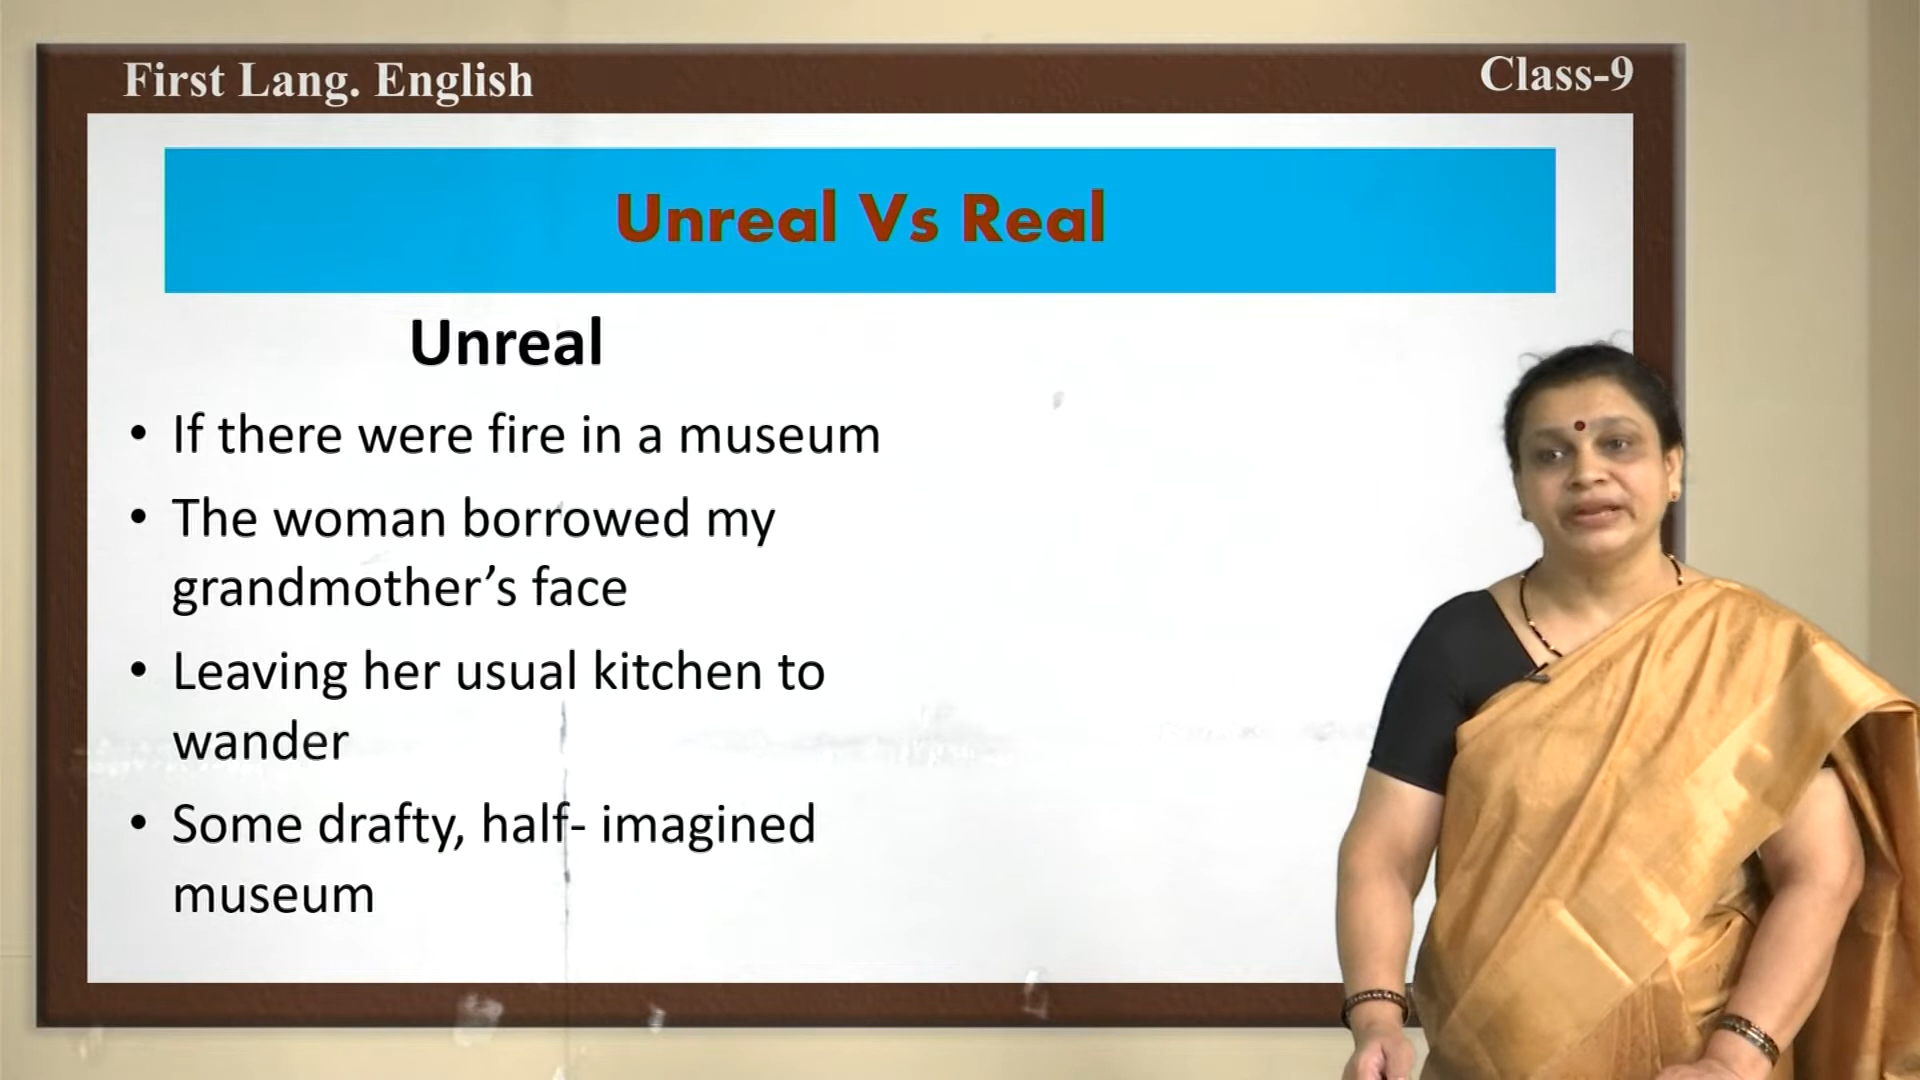 First Lang. English
Class-9
Unreal Vs Real
Unreal
• If there were fire in a museum
• The woman borrowed my
grandmother’s face
• Leaving her usual kitchen to
wander
• Some drafty, half- imagined
museum